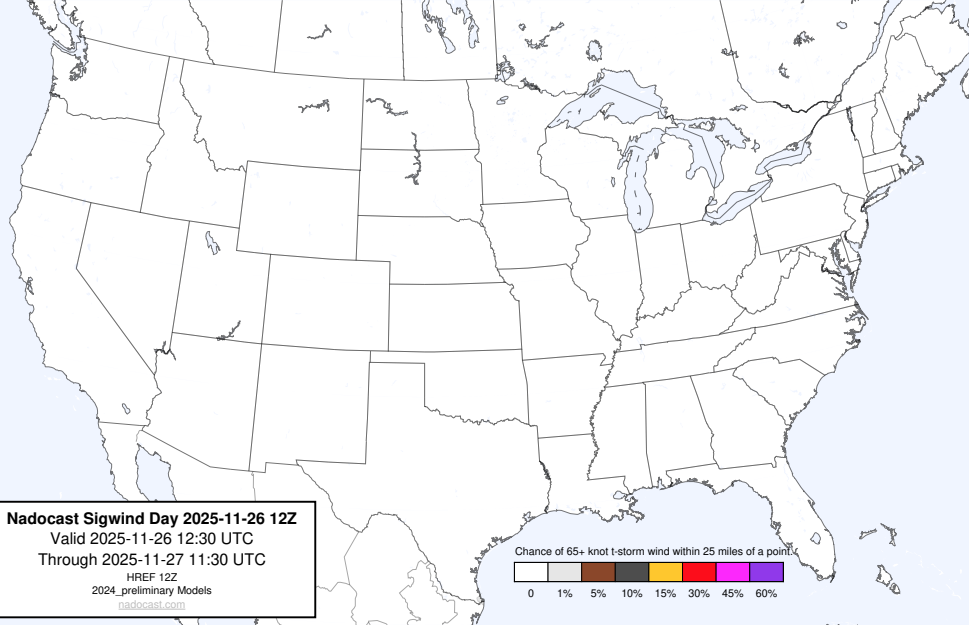 Nadocast Sigwind Day 2025-11-26 12Z
Valid 2025-11-26 12:30 UTC
Through 2025-11-27 11:30 UTC
HREF 12Z
2024_preliminary Models
nadocast.com
Chance of 65+ knot t-storm wind within 25 miles of a point.
0 1% 5% 10% 15% 30% 45% 60%